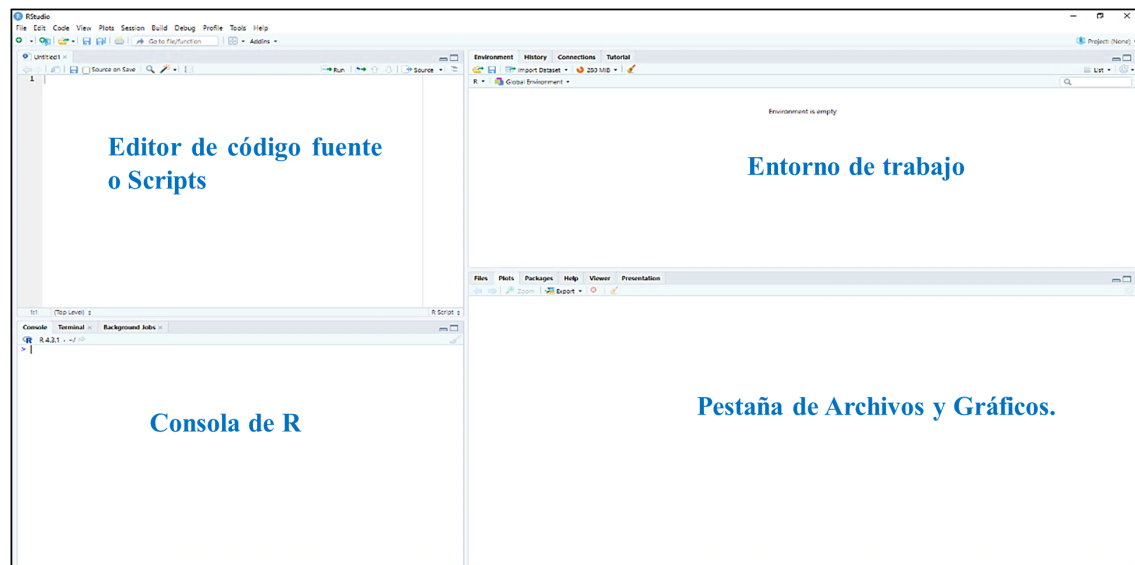 RStudio
File Edit Code View Plots Session Build Debug Profile Tools Help
Go to file/function Addins
Project: (None)
Untitled1
Source on Save Run Source
1
Editor de código fuente
o Scripts
1:1 (Top Level) R Script
Console Terminal Background Jobs
R 4.3.1 · ~/
>
Consola de R
Environment History Connections Tutorial
Import Dataset 280 MiB List
R Global Environment
Environment is empty
Entorno de trabajo
Files Plots Packages Help Viewer Presentation
Zoom Export
Pestaña de Archivos y Gráficos.